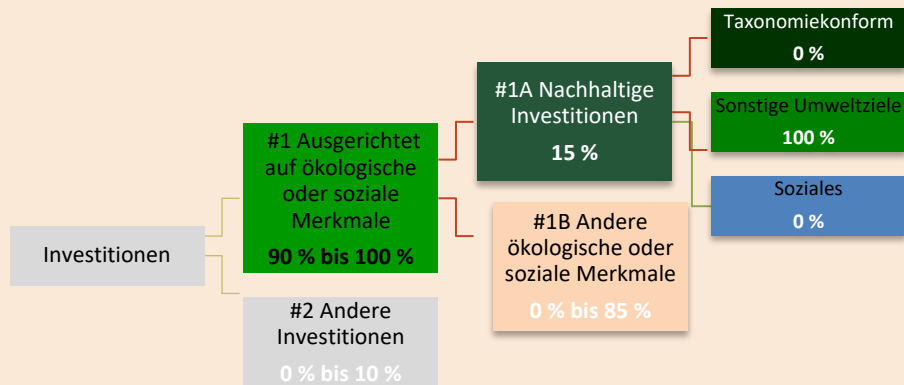 Investitionen
#1 Ausgerichtet
auf ökologische
oder soziale
Merkmale
90 % bis 100 %
#2 Andere
Investitionen
0 % bis 10 %
#1A Nachhaltige
Investitionen
15 %
#1B Andere
ökologische oder
soziale Merkmale
0 % bis 85 %
Taxonomiekonform
0 %
Sonstige Umweltziele
100 %
Soziales
0 %